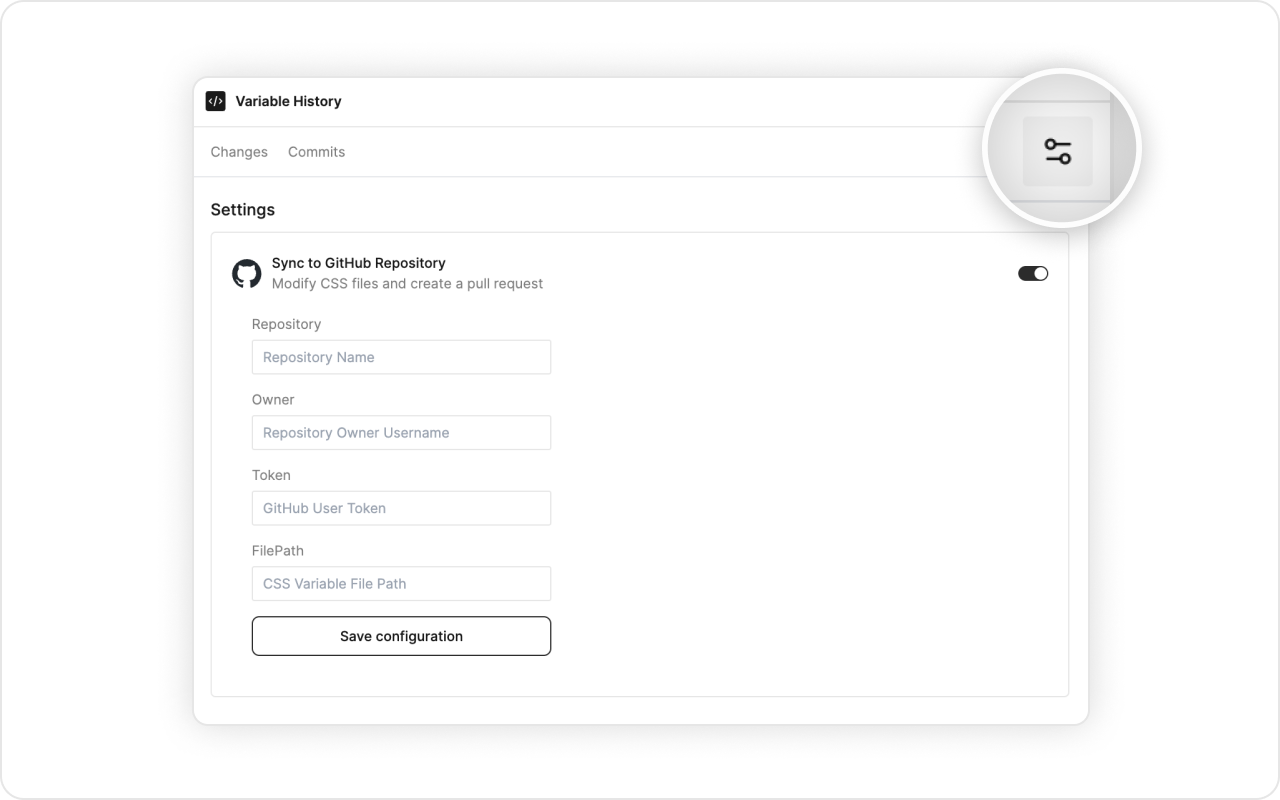 Variable History
Changes Commits
Settings
Sync to GitHub Repository
Modify CSS files and create a pull request
Repository
Repository Name
Owner
Repository Owner Username
Token
GitHub User Token
FilePath
CSS Variable File Path
Save configuration